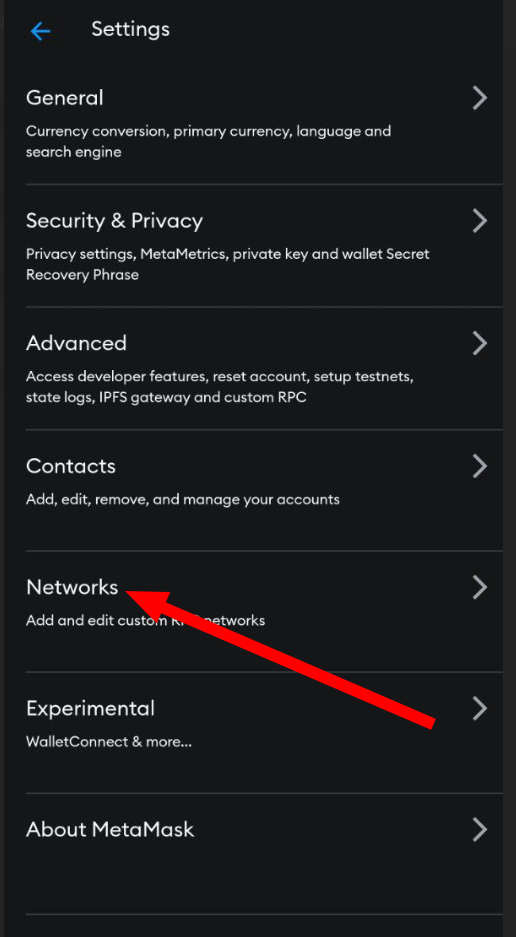 Settings
General
Currency conversion, primary currency, language and
search engine
Security & Privacy
Privacy settings, MetaMetrics, private key and wallet Secret
Recovery Phrase
Advanced
Access developer features, reset account, setup testnets,
state logs, IPFS gateway and custom RPC
Contacts
Add, edit, remove, and manage your accounts
Networks
Add and edit custom networks
Experimental
WalletConnect & more...
About MetaMask